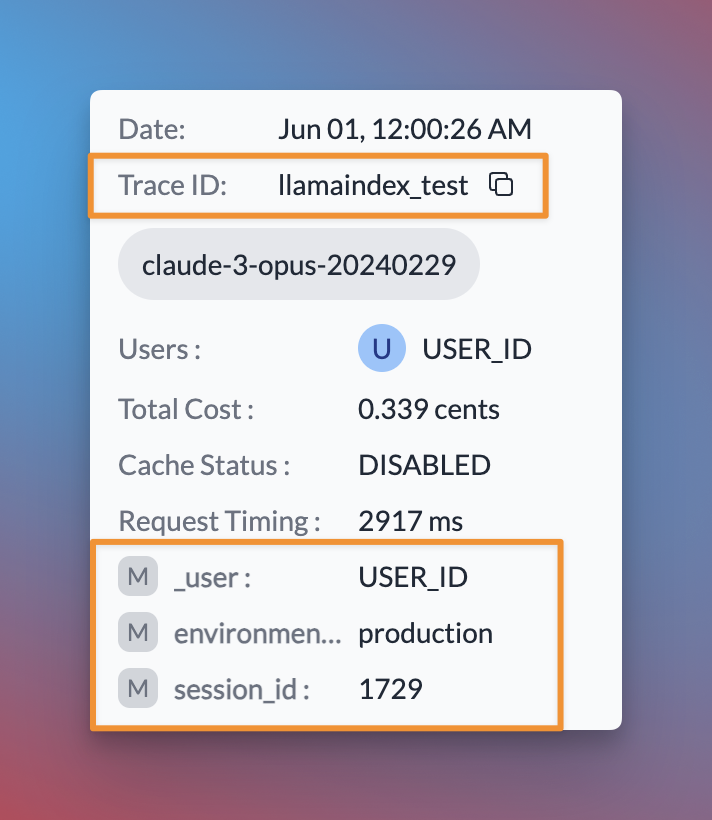 Date: Jun 01, 12:00:26 AM
Trace ID: llamaindex_test
claude-3-opus-20240229
Users : U USER_ID
Total Cost : 0.339 cents
Cache Status : DISABLED
Request Timing : 2917 ms
M _user : USER_ID
M environmen... production
M session_id : 1729